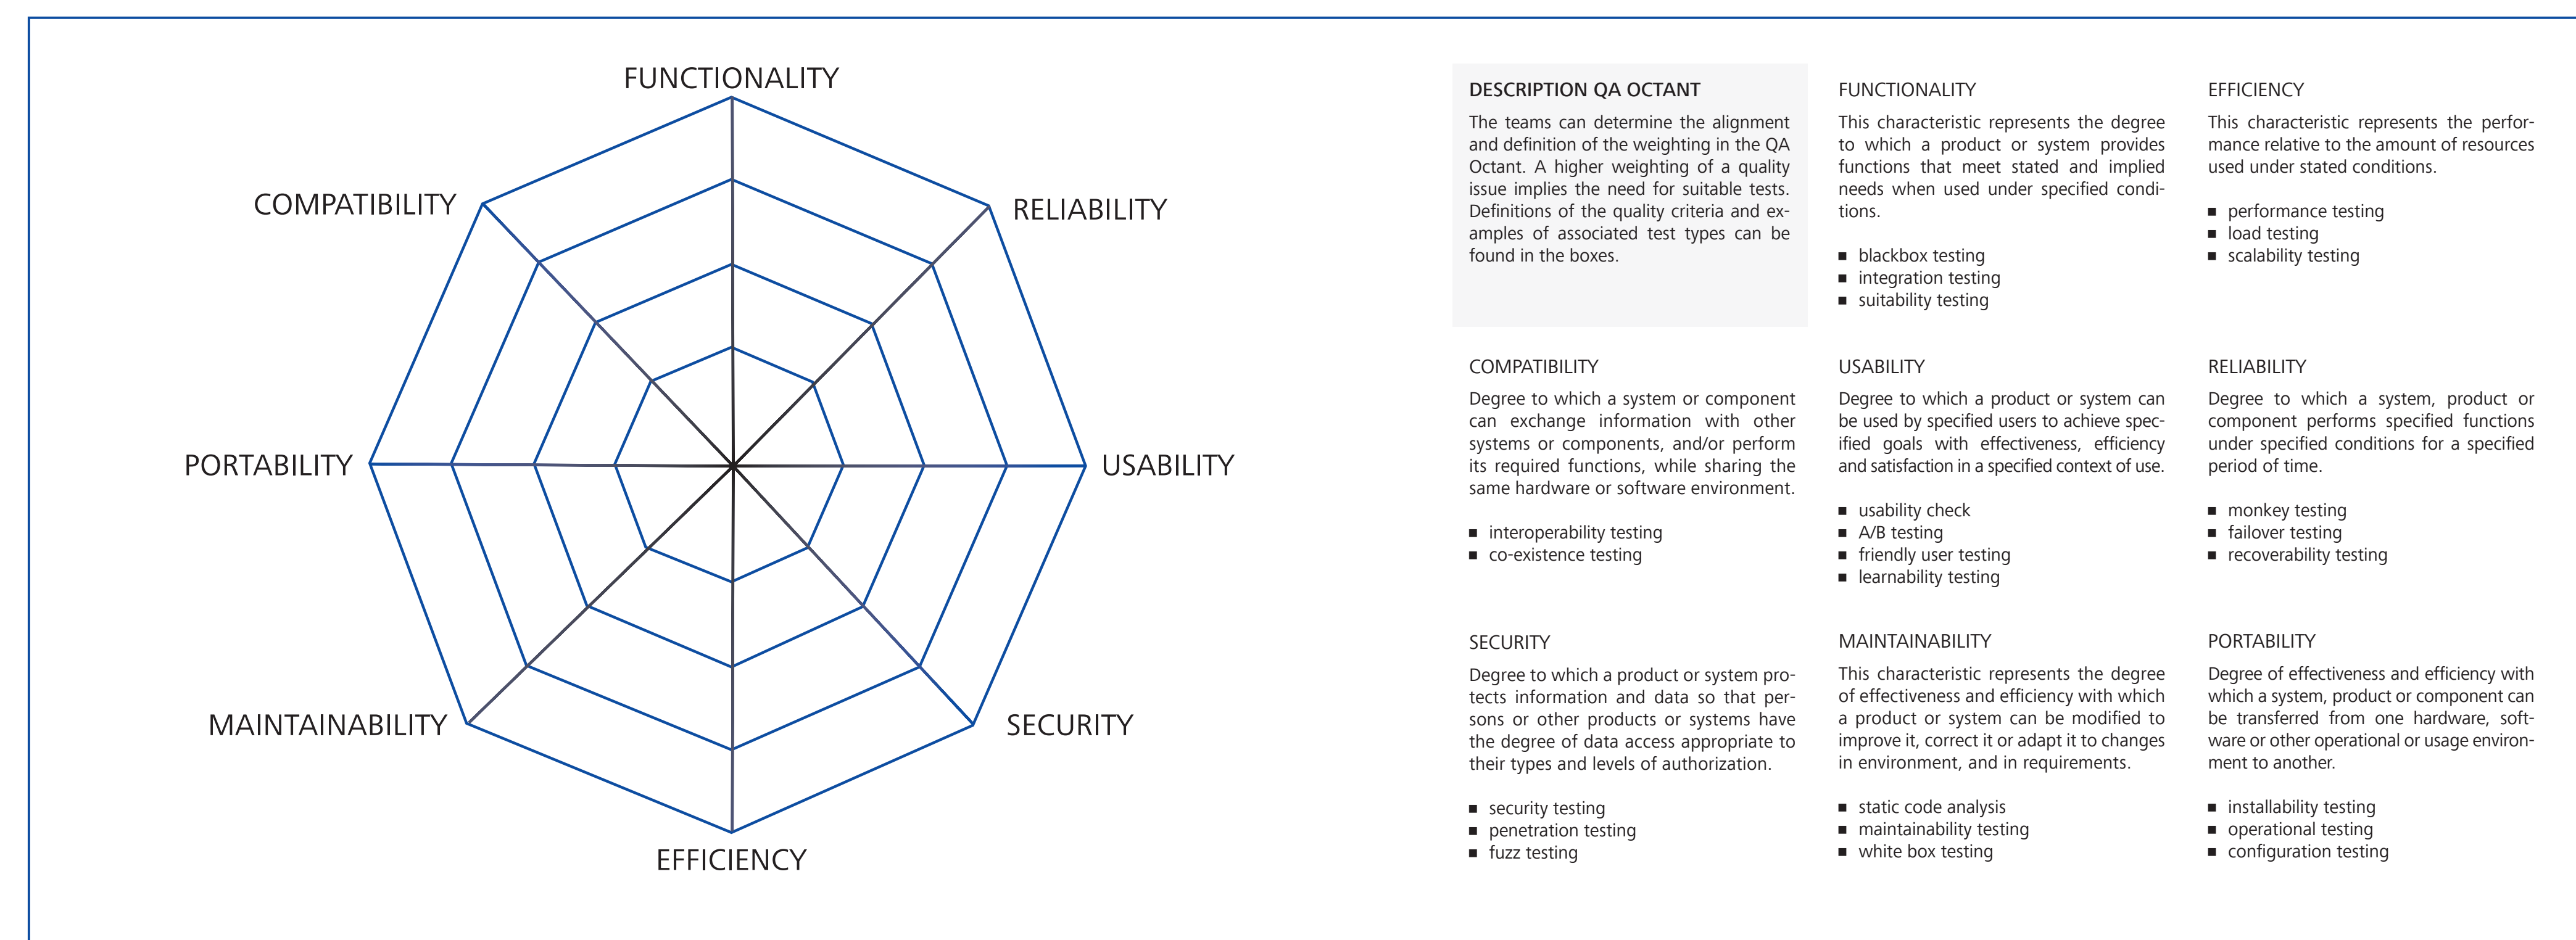 FUNCTIONALITY
COMPATIBILITY
RELIABILITY
PORTABILITY
USABILITY
MAINTAINABILITY
SECURITY
EFFICIENCY
DESCRIPTION QA OCTANT
The teams can determine the alignment
and definition of the weighting in the QA
Octant. A higher weighting of a quality
issue implies the need for suitable tests.
Definitions of the quality criteria and ex-
amples of associated test types can be
found in the boxes.
FUNCTIONALITY
This characteristic represents the degree
to which a product or system provides
functions that meet stated and implied
needs when used under specified condi-
tions.
■ blackbox testing
■ integration testing
■ suitability testing
EFFICIENCY
This characteristic represents the perfor-
mance relative to the amount of resources
used under stated conditions.
■ performance testing
■ load testing
■ scalability testing
COMPATIBILITY
Degree to which a system or component
can exchange information with other
systems or components, and/or perform
its required functions, while sharing the
same hardware or software environment.
■ interoperability testing
■ co-existence testing
USABILITY
Degree to which a product or system can
be used by specified users to achieve spec-
ified goals with effectiveness, efficiency
and satisfaction in a specified context of use.
■ usability check
■ A/B testing
■ friendly user testing
■ learnability testing
RELIABILITY
Degree to which a system, product or
component performs specified functions
under specified conditions for a specified
period of time.
■ monkey testing
■ failover testing
■ recoverability testing
SECURITY
Degree to which a product or system pro-
tects information and data so that per-
sons or other products or systems have
the degree of data access appropriate to
their types and levels of authorization.
■ security testing
■ penetration testing
■ fuzz testing
MAINTAINABILITY
This characteristic represents the degree
of effectiveness and efficiency with which
a product or system can be modified to
improve it, correct it or adapt it to changes
in environment, and in requirements.
■ static code analysis
■ maintainability testing
■ white box testing
PORTABILITY
Degree of effectiveness and efficiency with
which a system, product or component can
be transferred from one hardware, soft-
ware or other operational or usage environ-
ment to another.
■ installability testing
■ operational testing
■ configuration testing